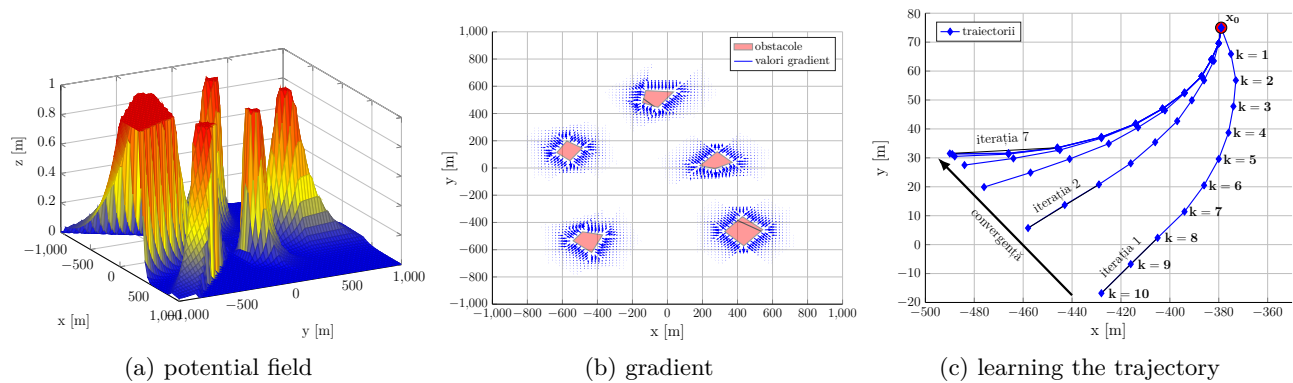 1
0.8
0.6
0.4
0.2
0
z [m]
−1,000
−500
0
500
1,000
x [m]
−1,000
−500
0
500
1,000
y [m]
(a) potential field
1,000
800
600
400
200
0
−200
−400
−600
−800
−1,000
y [m]
obstacole
valori gradient
−1,000
−800
−600
−400
−200
0
200
400
600
800
1,000
x [m]
(b) gradient
80
70
60
50
40
30
20
10
0
−10
−20
y [m]
traiectorii
x₀
k = 1
k = 2
k = 3
k = 4
k = 5
k = 6
k = 7
k = 8
k = 9
k = 10
iterația 7
iterația 2
iterația 1
convergență
−500
−480
−460
−440
−420
−400
−380
−360
x [m]
(c) learning the trajectory